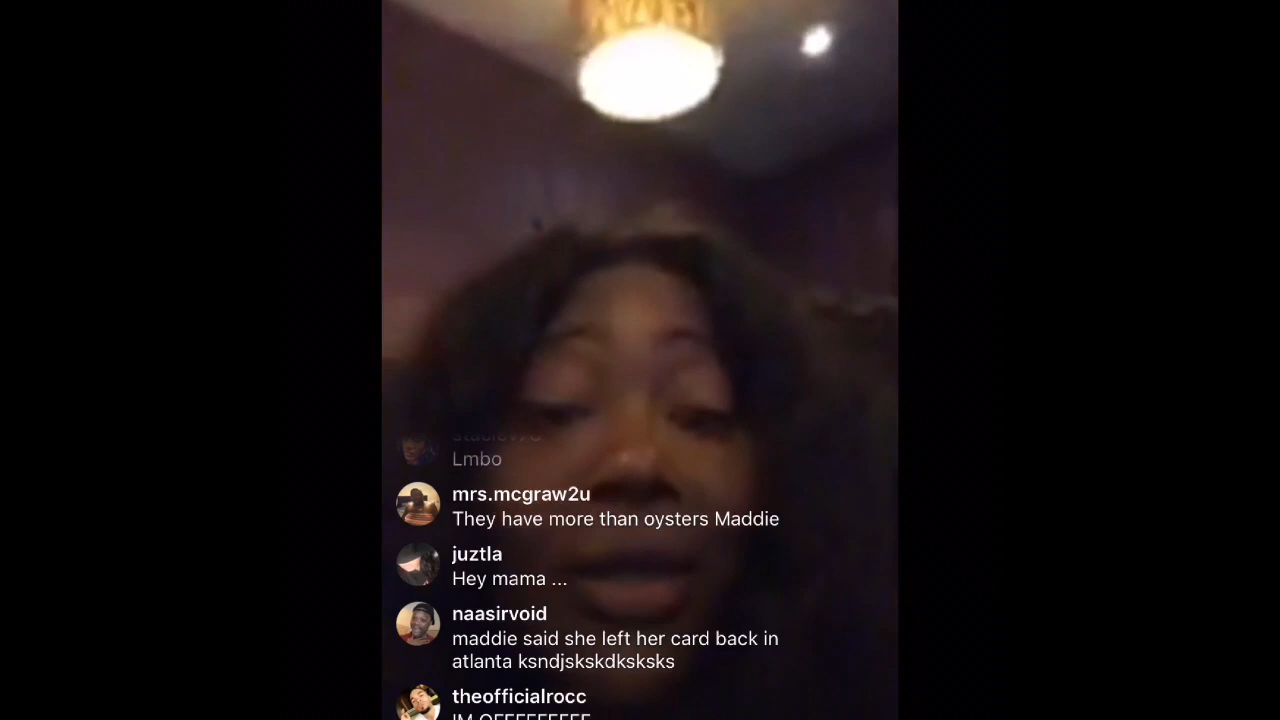 Lmbo
mrs.mcgraw2u
They have more than oysters Maddie
juztla
Hey mama ...
naasirvoid
maddie said she left her card back in
atlanta ksndjskskdksksks
theofficialrocc